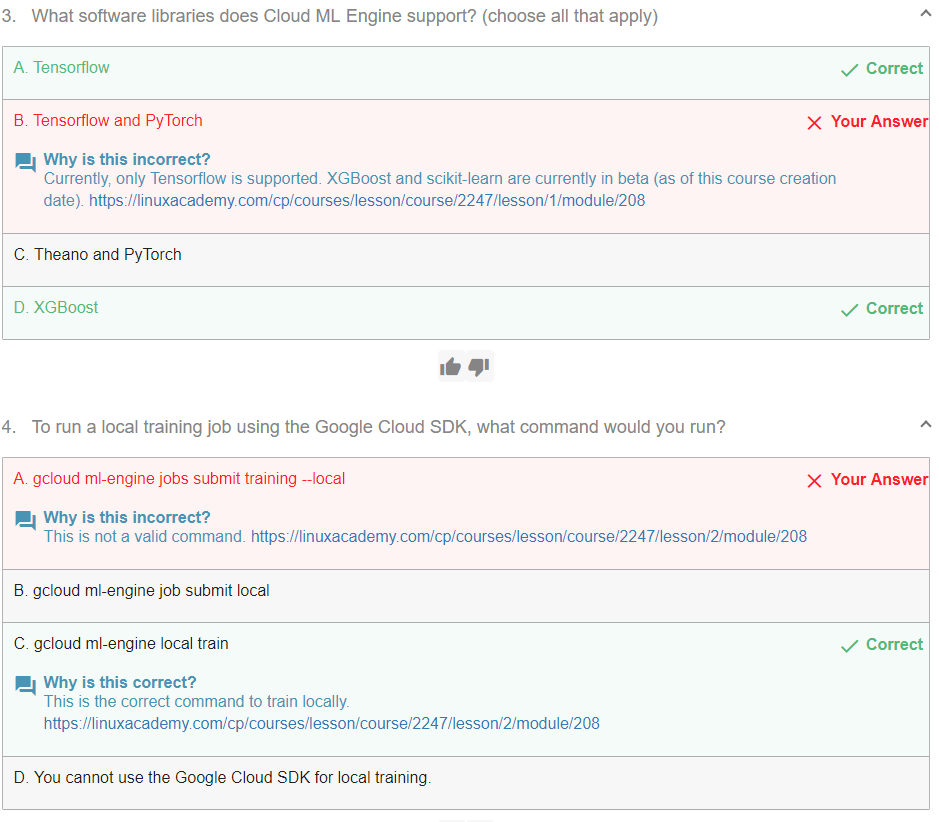 3. What software libraries does Cloud ML Engine support? (choose all that apply)
A. Tensorflow
Correct
B. Tensorflow and PyTorch
Your Answer
Why is this incorrect?
Currently, only Tensorflow is supported. XGBoost and scikit-learn are currently in beta (as of this course creation
date). https://linuxacademy.com/cp/courses/lesson/course/2247/lesson/1/module/208
C. Theano and PyTorch
D. XGBoost
Correct
4. To run a local training job using the Google Cloud SDK, what command would you run?
A. gcloud ml-engine jobs submit training --local
Your Answer
Why is this incorrect?
This is not a valid command. https://linuxacademy.com/cp/courses/lesson/course/2247/lesson/2/module/208
B. gcloud ml-engine job submit local
C. gcloud ml-engine local train
Correct
Why is this correct?
This is the correct command to train locally.
https://linuxacademy.com/cp/courses/lesson/course/2247/lesson/2/module/208
D. You cannot use the Google Cloud SDK for local training.